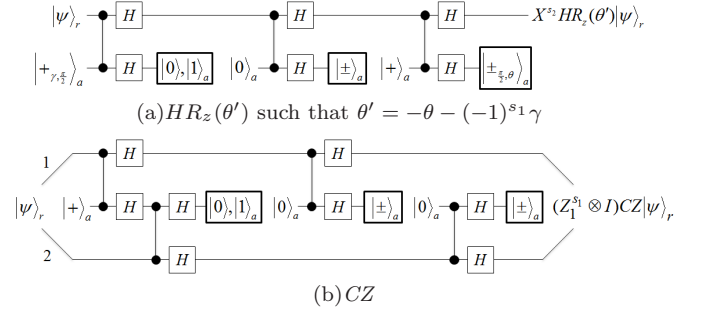 |ψ⟩_r H H H X^{s_2}HR_z(θ′)|ψ⟩_r
|+_{γ,π/2}⟩_a H |0⟩,|1⟩_a |0⟩_a H |±⟩_a |+⟩_a H |±_{π/2,θ}⟩_a
(a)HR_z(θ′) such that θ′ = −θ − (−1)^{s_1}γ
1 H H
|ψ⟩_r |+⟩_a H H |0⟩,|1⟩_a |0⟩_a H |±⟩_a |0⟩_a H |±⟩_a (Z_1^{s_1} ⊗ I)CZ|ψ⟩_r
2 H H
(b)CZ